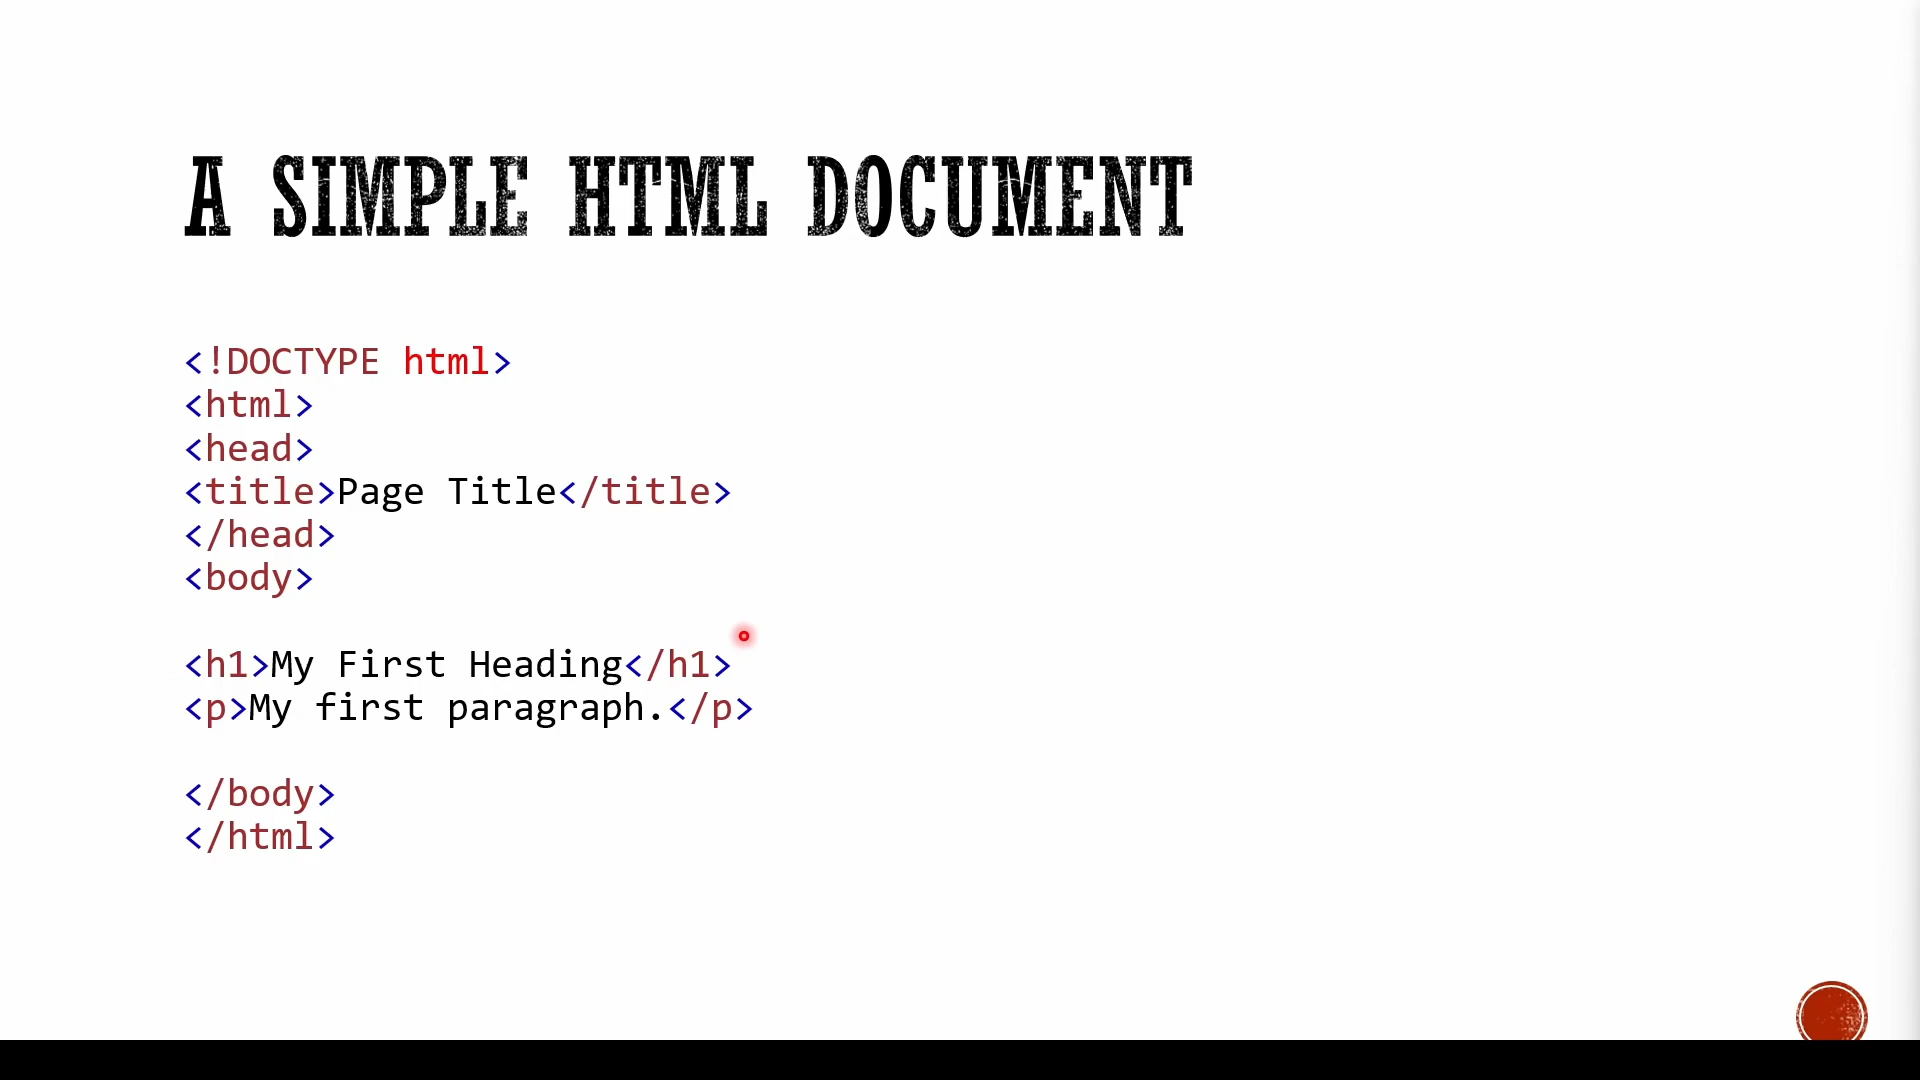 A SIMPLE HTML DOCUMENT
<!DOCTYPE html>
<html>
<head>
<title>Page Title</title>
</head>
<body>
<h1>My First Heading</h1>
<p>My first paragraph.</p>
</body>
</html>